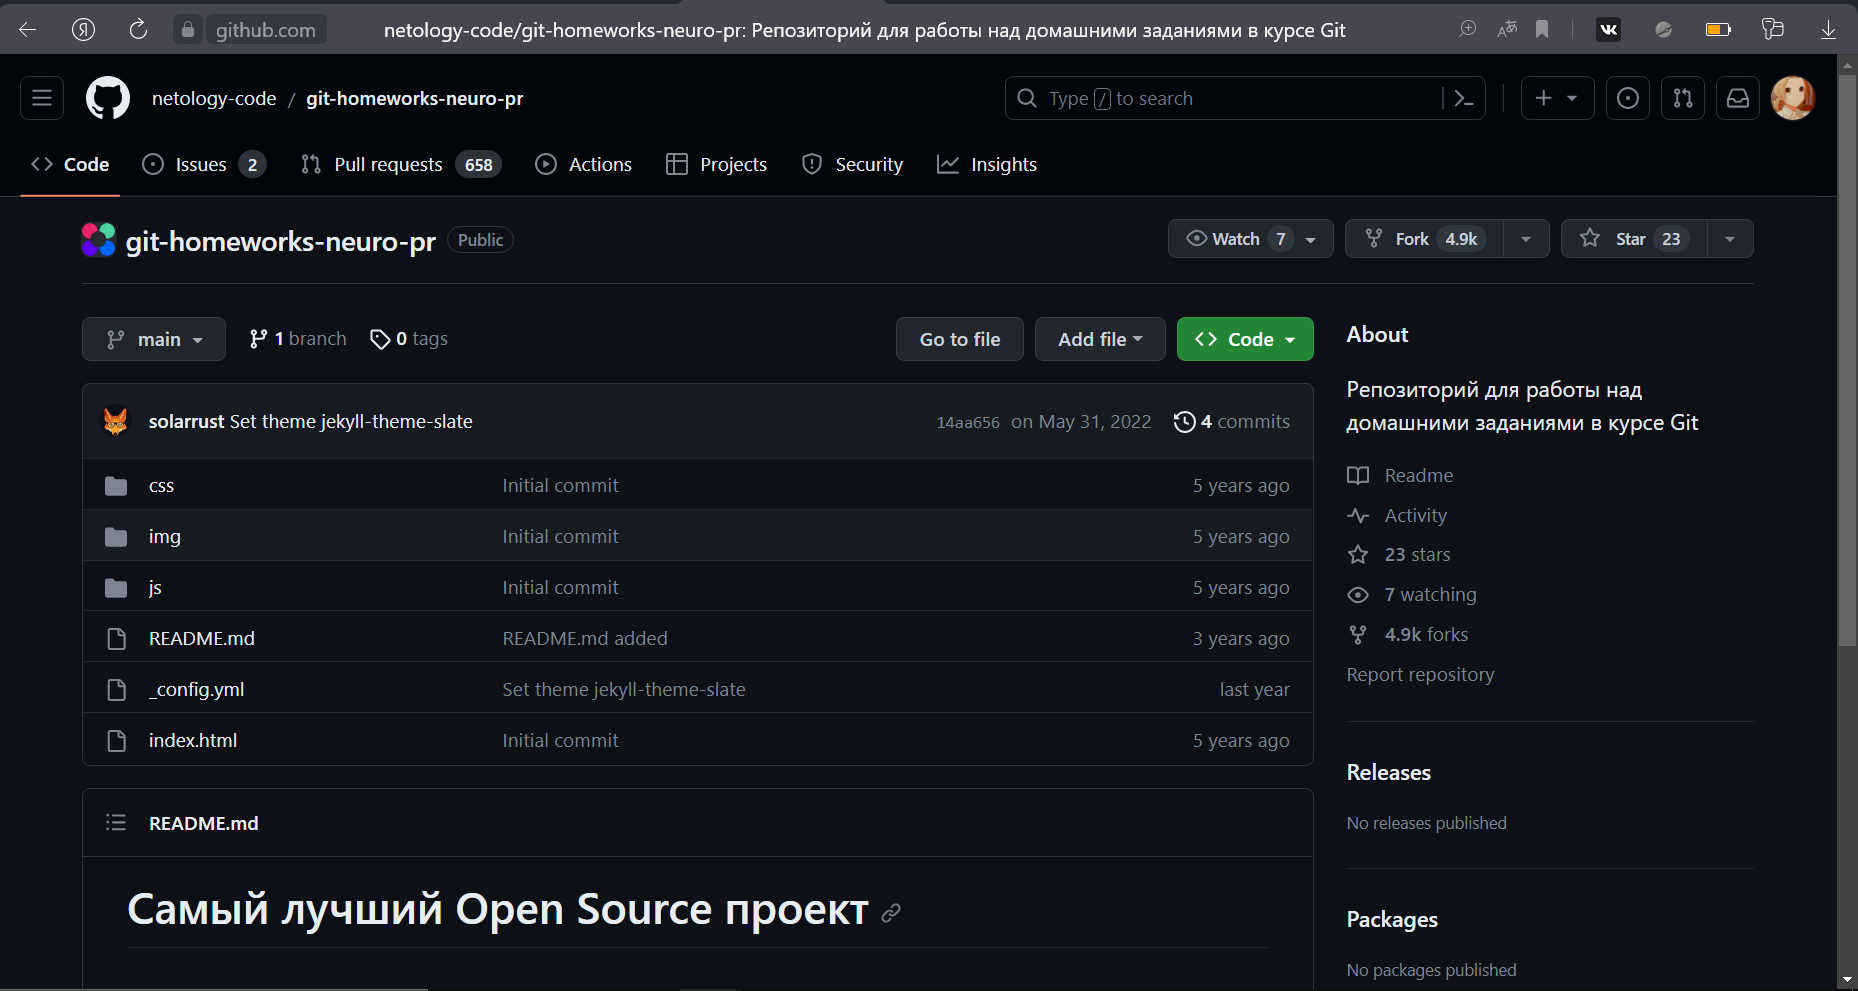 github.com
netology-code/git-homeworks-neuro-pr: Репозиторий для работы над домашними заданиями в курсе Git
netology-code / git-homeworks-neuro-pr
Type / to search
Code
Issues 2
Pull requests 658
Actions
Projects
Security
Insights
git-homeworks-neuro-pr Public
Watch 7
Fork 4.9k
Star 23
main
1 branch
0 tags
Go to file
Add file
Code
solarrust Set theme jekyll-theme-slate 14aa656 on May 31, 2022 4 commits
css Initial commit 5 years ago
img Initial commit 5 years ago
js Initial commit 5 years ago
README.md README.md added 3 years ago
_config.yml Set theme jekyll-theme-slate last year
index.html Initial commit 5 years ago
README.md
Самый лучший Open Source проект
About
Репозиторий для работы над
домашними заданиями в курсе Git
Readme
Activity
23 stars
7 watching
4.9k forks
Report repository
Releases
No releases published
Packages
No packages published